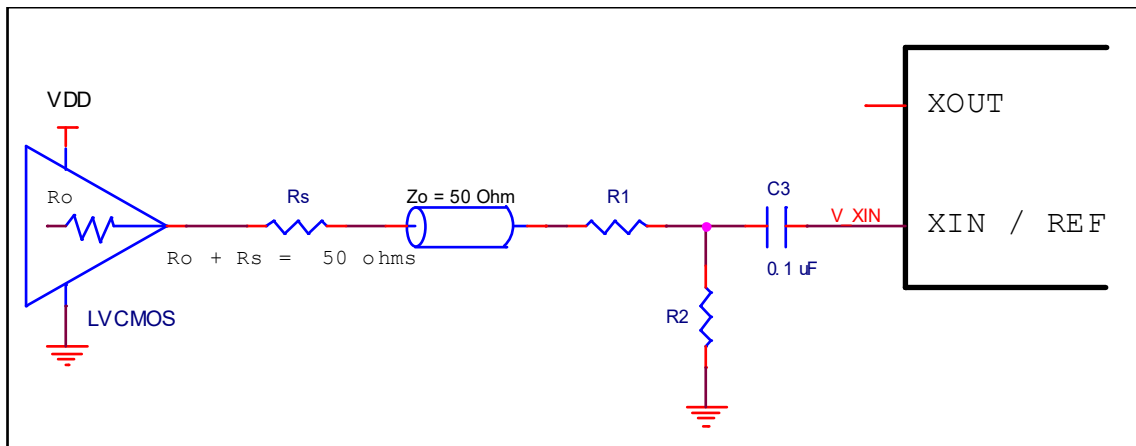 VDD
XOUT
Ro
Rs
Zo = 50 Ohm
R1
C3
V_XIN
XIN / REF
Ro + Rs = 50 ohms
0.1 uF
LVCMOS
R2